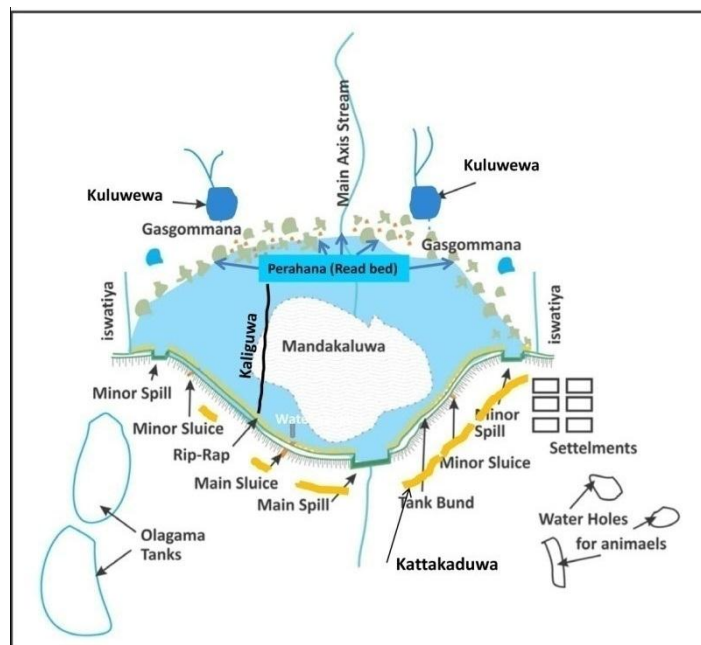 Main Axis Stream
Kuluwewa
Kuluwewa
Gasgommana
Gasgommana
Perahana (Read bed)
iswatiya
iswatiya
Kaliguwa
Mandakaluwa
Minor Spill
Minor
Spill
Minor Sluice
Wate
Settelments
Rip-Rap
Minor Sluice
Main Sluice
Main Spill
Tank Bund
Water Holes
for animaels
Olagama
Tanks
Kattakaduwa